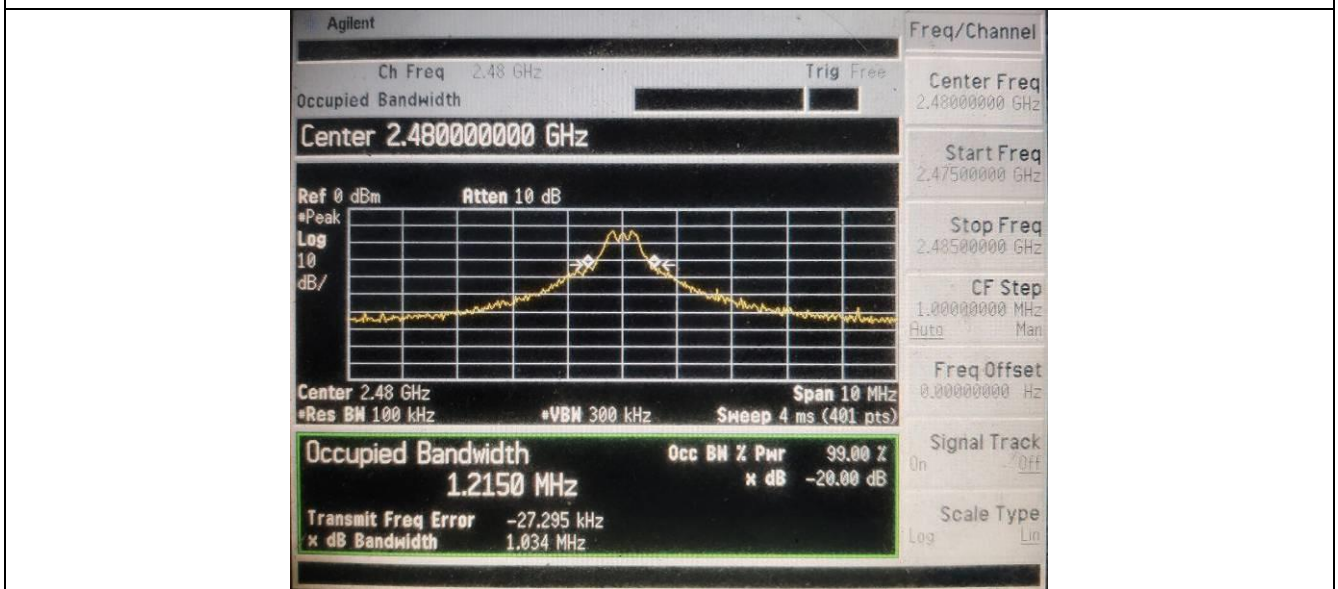 Agilent
Freq/Channel
Ch Freq 2.48 GHz Trig Free
Occupied Bandwidth
Center 2.480000000 GHz
Center Freq
2.48000000 GHz
Start Freq
2.47500000 GHz
Stop Freq
2.48500000 GHz
CF Step
1.00000000 MHz
Auto Man
Freq Offset
0.00000000 Hz
Signal Track
On Off
Scale Type
Log Lin
Ref 0 dBm Atten 10 dB
*Peak
Log
10
dB/
Center 2.48 GHz Span 10 MHz
*Res BW 100 kHz *VBW 300 kHz Sweep 4 ms (401 pts)
Occupied Bandwidth Occ BW % Pwr 99.00 %
1.2150 MHz x dB -20.00 dB
Transmit Freq Error -27.295 kHz
x dB Bandwidth 1.034 MHz